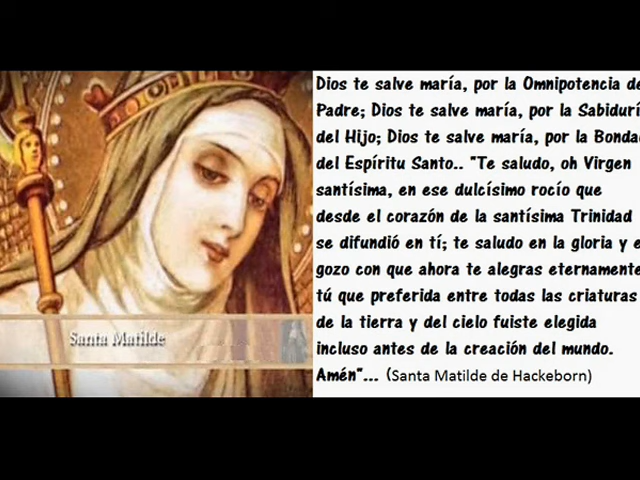 Santa Matilde
Dios te salve maría, por la Omnipotencia de
Padre; Dios te salve maría, por la Sabidurí
del Hijo; Dios te salve maría, por la Bonda
del Espíritu Santo.. "Te saludo, oh Virgen
santísima, en ese dulcísimo rocío que
desde el corazón de la santísima Trinidad
se difundió en tí; te saludo en la gloria y e
gozo con que ahora te alegras eternamente
tú que preferida entre todas las criaturas
de la tierra y del cielo fuiste elegida
incluso antes de la creación del mundo.
Amén"... (Santa Matilde de Hackeborn)